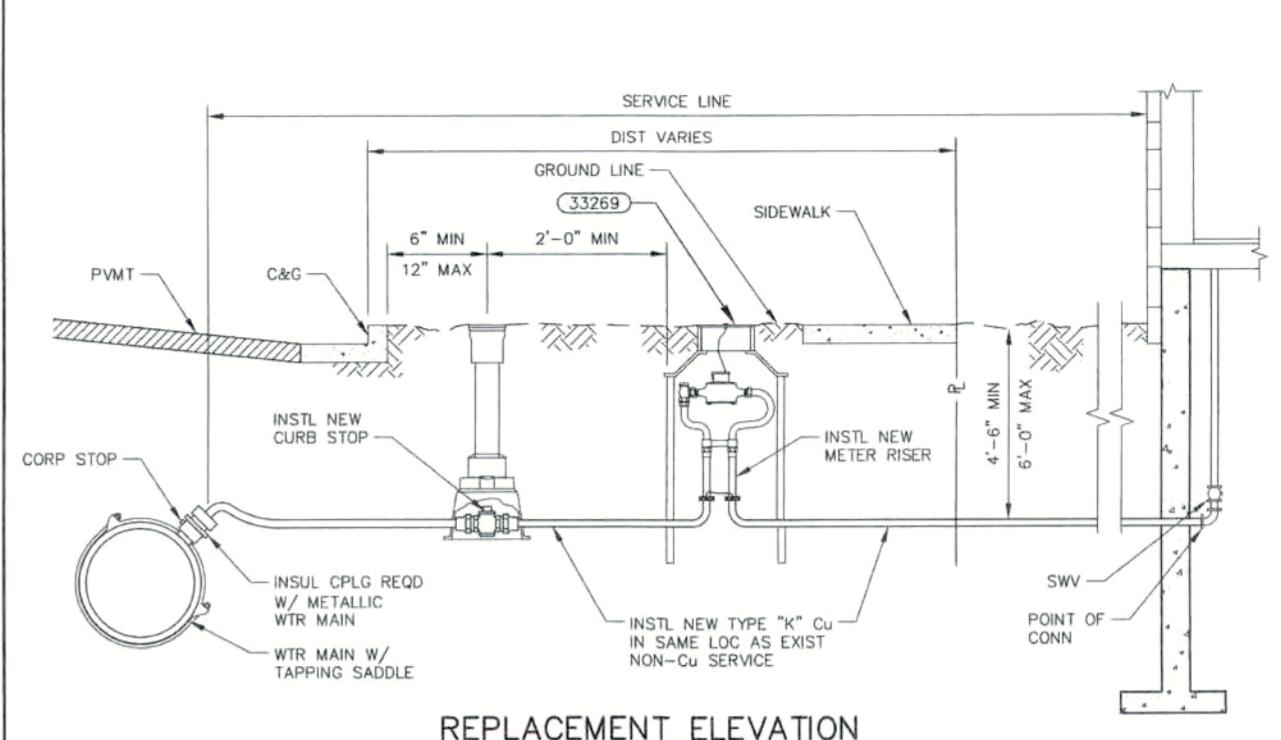 SERVICE LINE
DIST VARIES
GROUND LINE
33269
SIDEWALK
6" MIN
12" MAX
2'-0" MIN
PVMT
C&G
INSTL NEW
CURB STOP
CORP STOP
INSTL NEW
METER RISER
PL
4'-6" MIN
6'-0" MAX
INSUL CPLG REQD
W/ METALLIC
WTR MAIN
WTR MAIN W/
TAPPING SADDLE
INSTL NEW TYPE "K" Cu
IN SAME LOC AS EXIST
NON-Cu SERVICE
SWV
POINT OF
CONN
REPLACEMENT ELEVATION